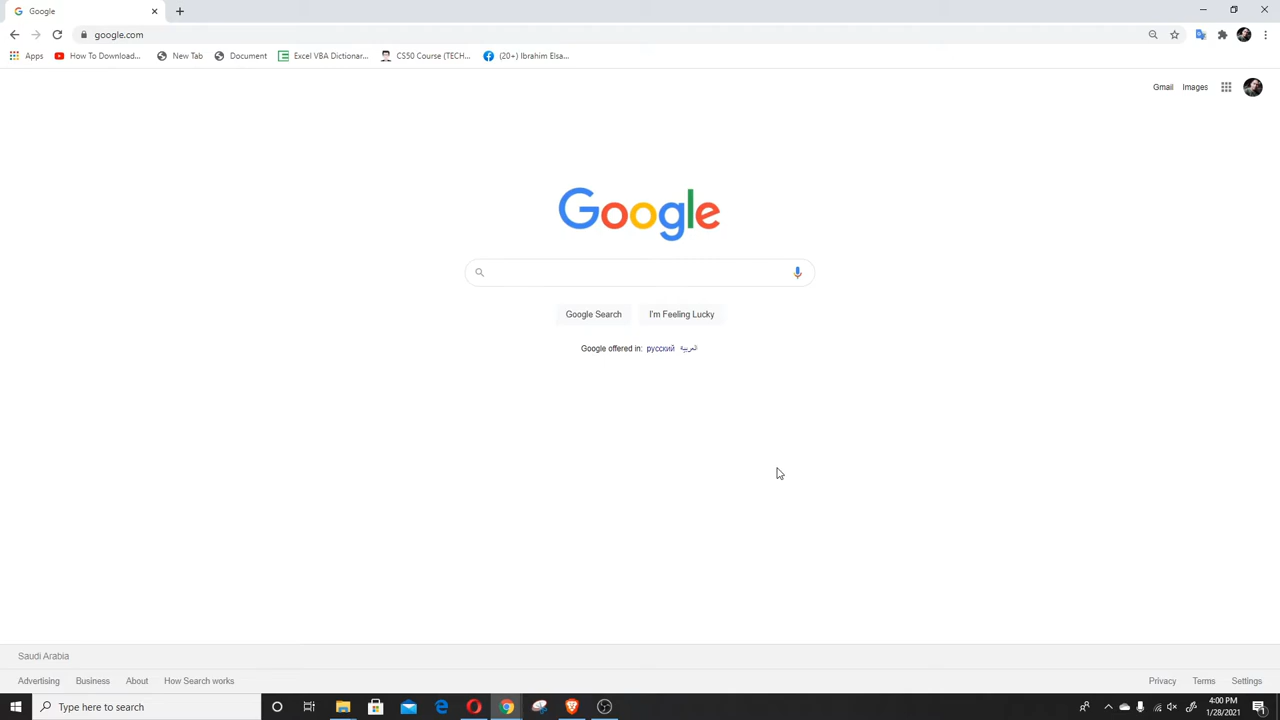 Google
google.com
Apps How To Download... New Tab Document Excel VBA Dictionar... CS50 Course (TECH... (20+) Ibrahim Elsa...
Gmail Images
Google
Google Search I'm Feeling Lucky
Google offered in: русский العربية
Saudi Arabia
Advertising Business About How Search works
Privacy Terms Settings
Type here to search
4:00 PM
1/28/2021